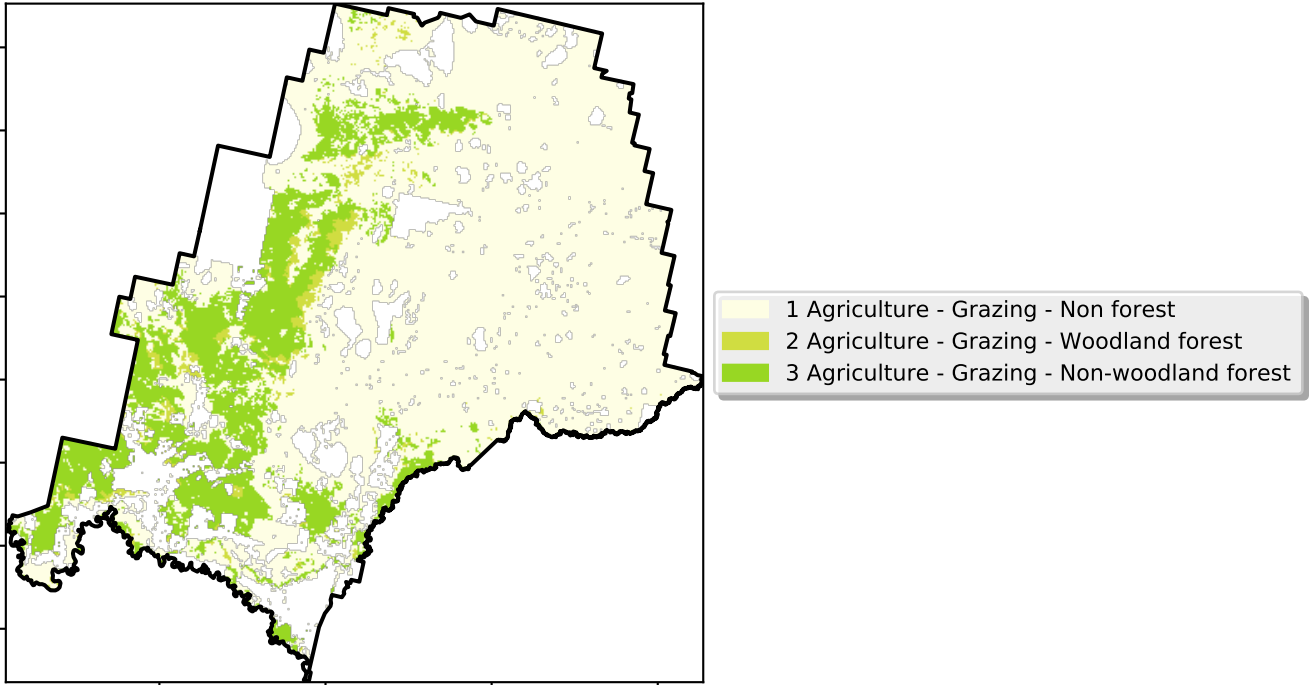 1 Agriculture - Grazing - Non forest
2 Agriculture - Grazing - Woodland forest
3 Agriculture - Grazing - Non-woodland forest